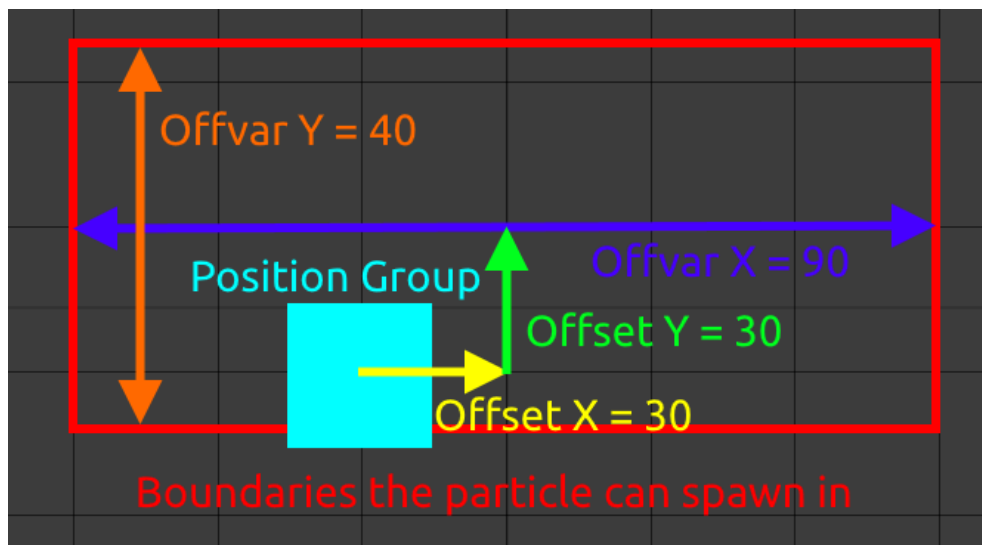 Offvar Y = 40
Offvar X = 90
Position Group
Offset Y = 30
Offset X = 30
Boundaries the particle can spawn in